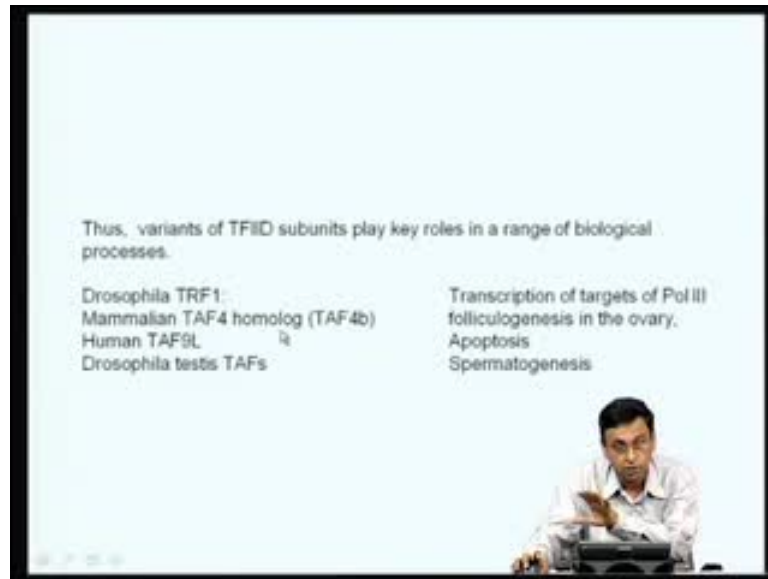 Thus, variants of TFIID subunits play key roles in a range of biological
processes.
Drosophila TRF1: Transcription of targets of Pol III
Mammalian TAF4 homolog (TAF4b) folliculogenesis in the ovary,
Human TAF9L Apoptosis
Drosophila testis TAFs Spermatogenesis